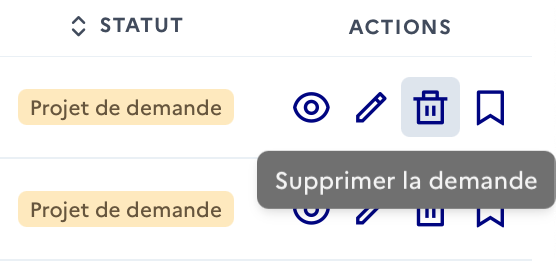 STATUT
ACTIONS
Projet de demande
Supprimer la demande
Projet de demande